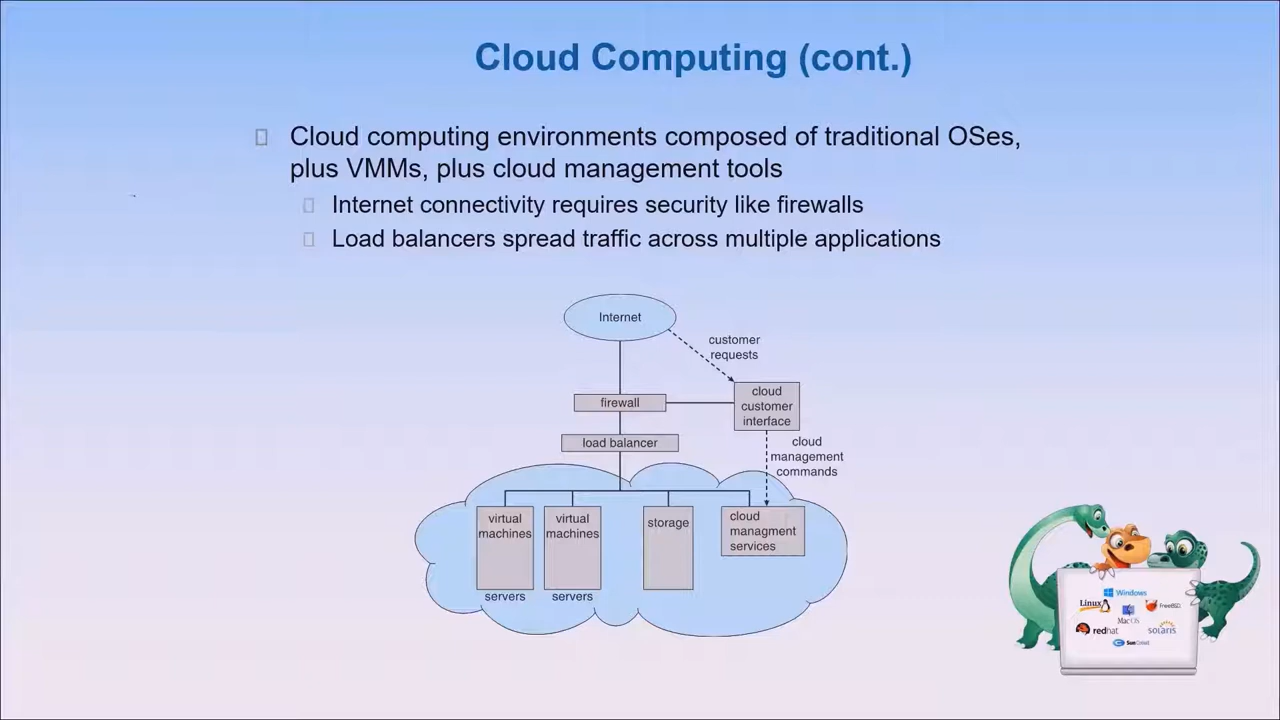 Cloud Computing (cont.)
Cloud computing environments composed of traditional OSes,
plus VMMs, plus cloud management tools
Internet connectivity requires security like firewalls
Load balancers spread traffic across multiple applications
Internet
customer
requests
firewall
cloud
customer
interface
load balancer
cloud
management
commands
virtual
machines
virtual
machines
storage
cloud
managment
services
servers
servers
Windows
Linux
FreeBSD
MacOS
redhat
solaris